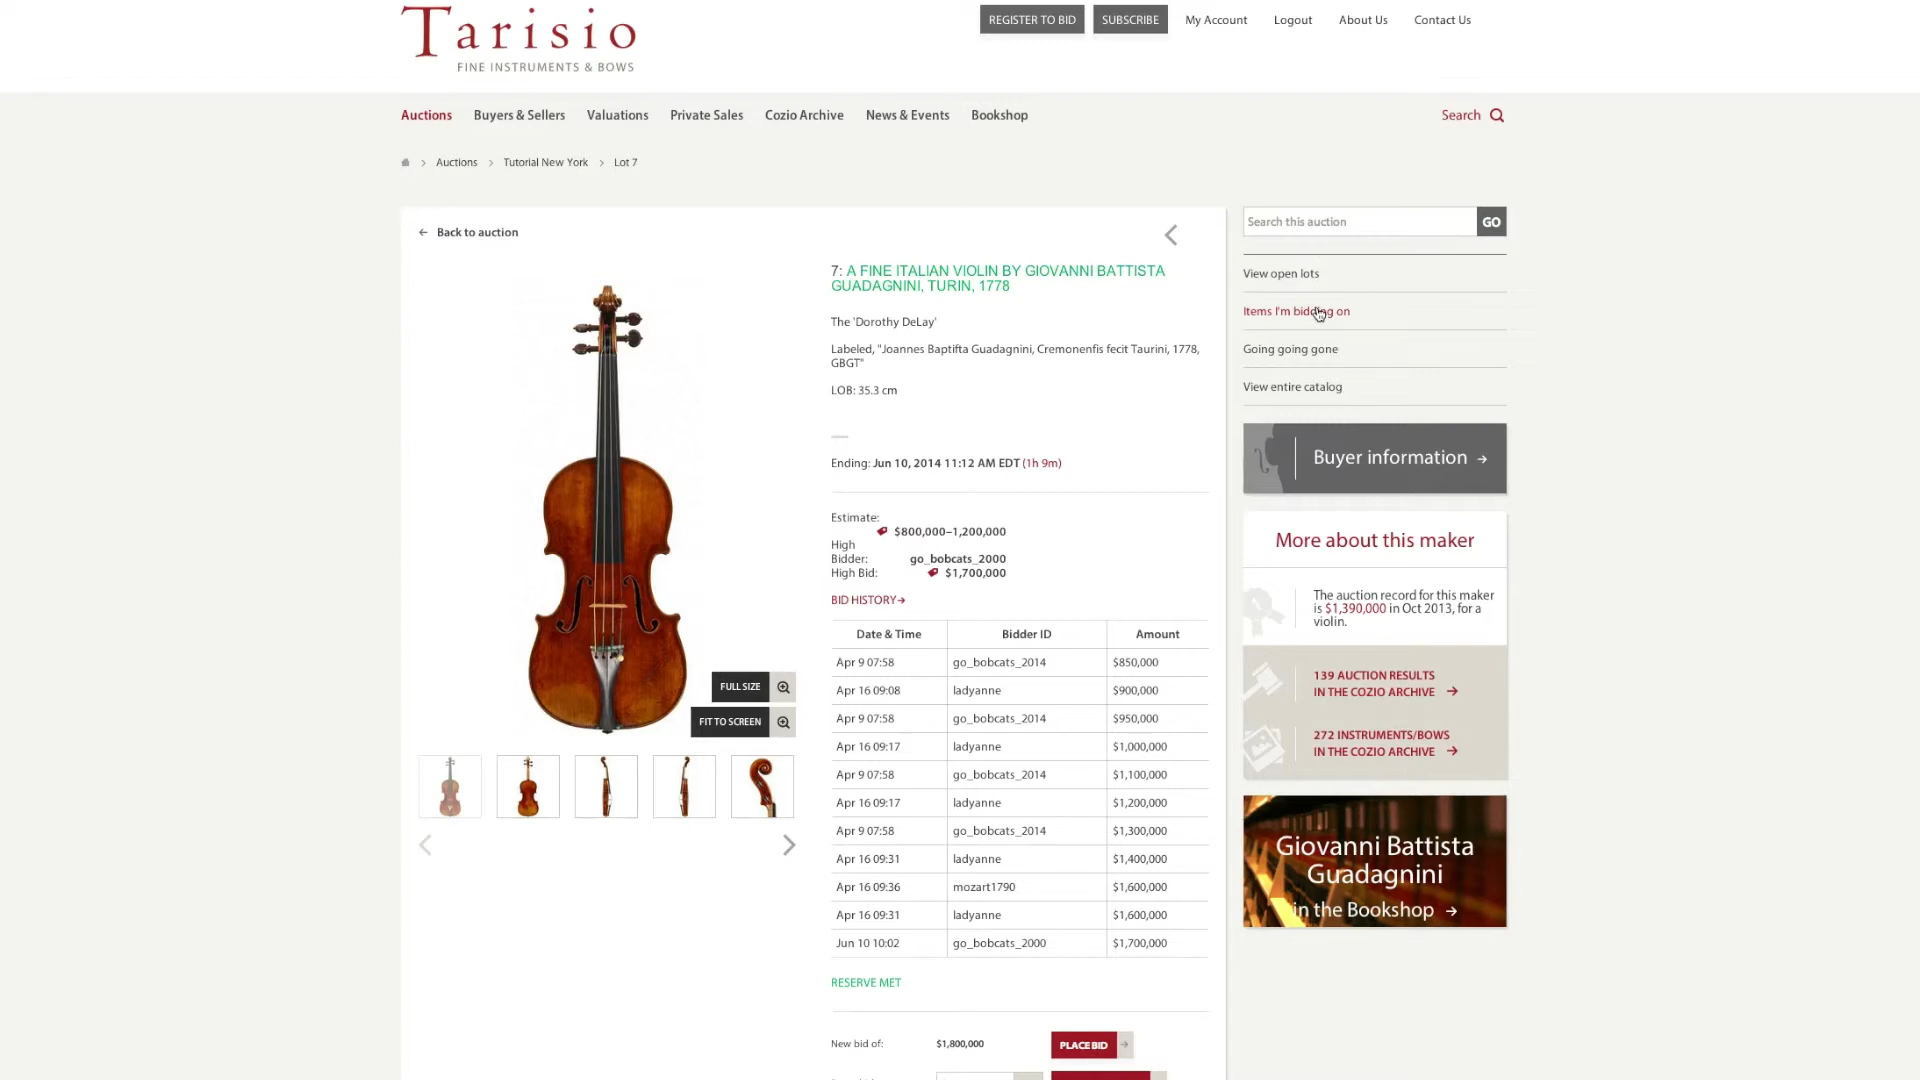 Tarisio
FINE INSTRUMENTS & BOWS
REGISTER TO BID
SUBSCRIBE
My Account
Logout
About Us
Contact Us
Auctions
Buyers & Sellers
Valuations
Private Sales
Cozio Archive
News & Events
Bookshop
Search
Auctions > Tutorial New York > Lot 7
← Back to auction
7: A FINE ITALIAN VIOLIN BY GIOVANNI BATTISTA
GUADAGNINI, TURIN, 1778
The 'Dorothy DeLay'
Labeled, "Joannes Baptifta Guadagnini, Cremonenfis fecit Taurini, 1778,
GBGT"
LOB: 35.3 cm
Ending: Jun 10, 2014 11:12 AM EDT (1h 9m)
Estimate:
$800,000–1,200,000
High
Bidder: go_bobcats_2000
High Bid: $1,700,000
BID HISTORY→
Date & Time Bidder ID Amount
Apr 9 07:58 go_bobcats_2014 $850,000
Apr 16 09:08 ladyanne $900,000
Apr 9 07:58 go_bobcats_2014 $950,000
Apr 16 09:17 ladyanne $1,000,000
Apr 9 07:58 go_bobcats_2014 $1,100,000
Apr 16 09:17 ladyanne $1,200,000
Apr 9 07:58 go_bobcats_2014 $1,300,000
Apr 16 09:31 ladyanne $1,400,000
Apr 16 09:36 mozart1790 $1,600,000
Apr 16 09:31 ladyanne $1,600,000
Jun 10 10:02 go_bobcats_2000 $1,700,000
RESERVE MET
New bid of: $1,800,000 PLACE BID →
FULL SIZE
FIT TO SCREEN
Search this auction GO
View open lots
Items I'm bidding on
Going going gone
View entire catalog
Buyer information →
More about this maker
The auction record for this maker
is $1,390,000 in Oct 2013, for a
violin.
139 AUCTION RESULTS
IN THE COZIO ARCHIVE →
272 INSTRUMENTS/BOWS
IN THE COZIO ARCHIVE →
Giovanni Battista
Guadagnini
in the Bookshop →